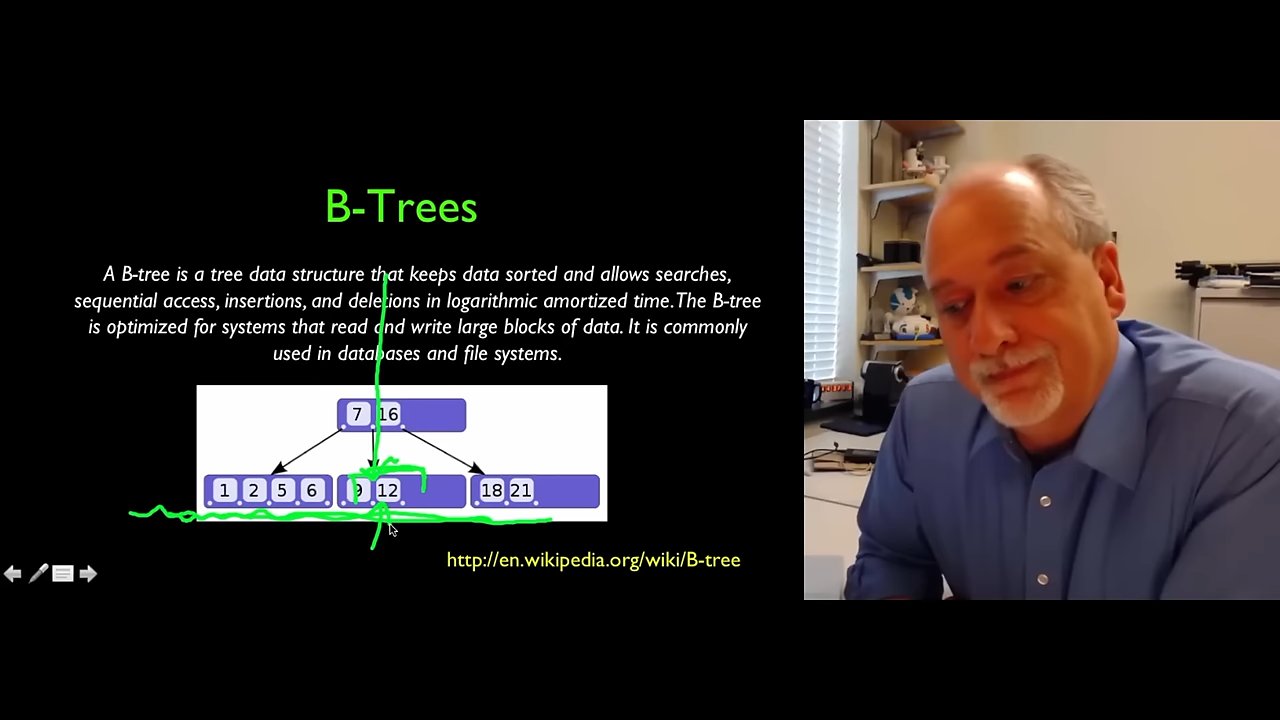 B-Trees
A B-tree is a tree data structure that keeps data sorted and allows searches,
sequential access, insertions, and deletions in logarithmic amortized time. The B-tree
is optimized for systems that read and write large blocks of data. It is commonly
used in databases and file systems.
7 16
1 2 5 6 9 12 18 21
http://en.wikipedia.org/wiki/B-tree